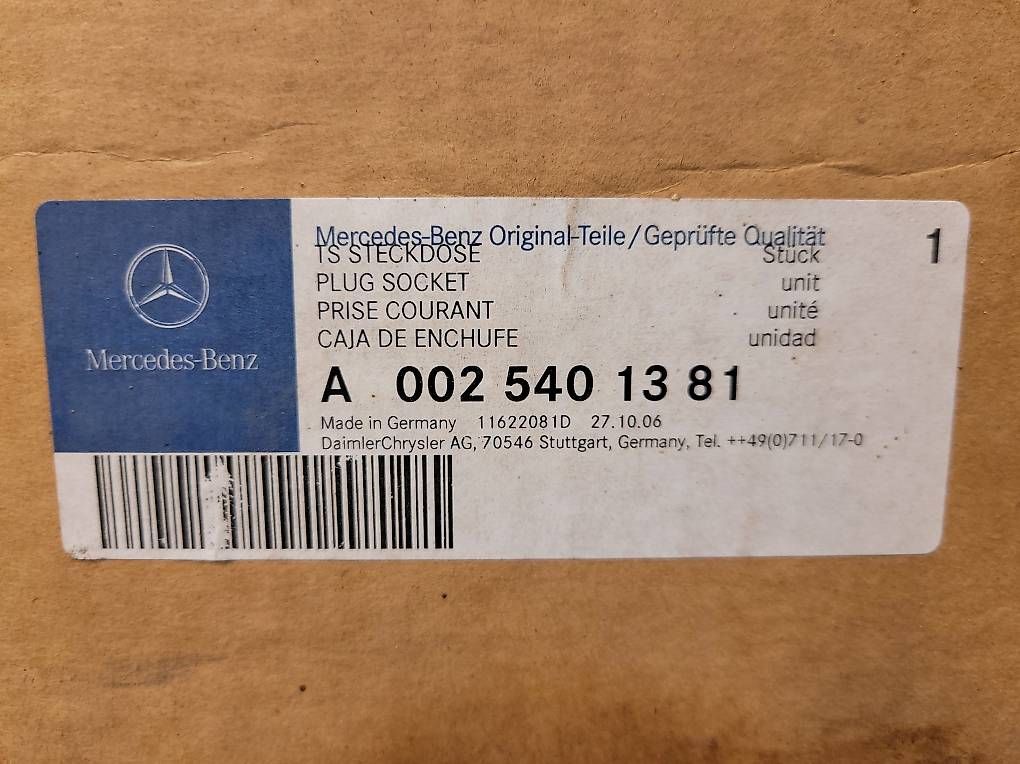 Mercedes-Benz
Mercedes-Benz Original-Teile/Geprüfte Qualität
TS STECKDOSE Stück 1
PLUG SOCKET unit
PRISE COURANT unité
CAJA DE ENCHUFE unidad
A 002 540 13 81
Made in Germany 11622081D 27.10.06
DaimlerChrysler AG, 70546 Stuttgart, Germany, Tel. ++49(0)711/17-0